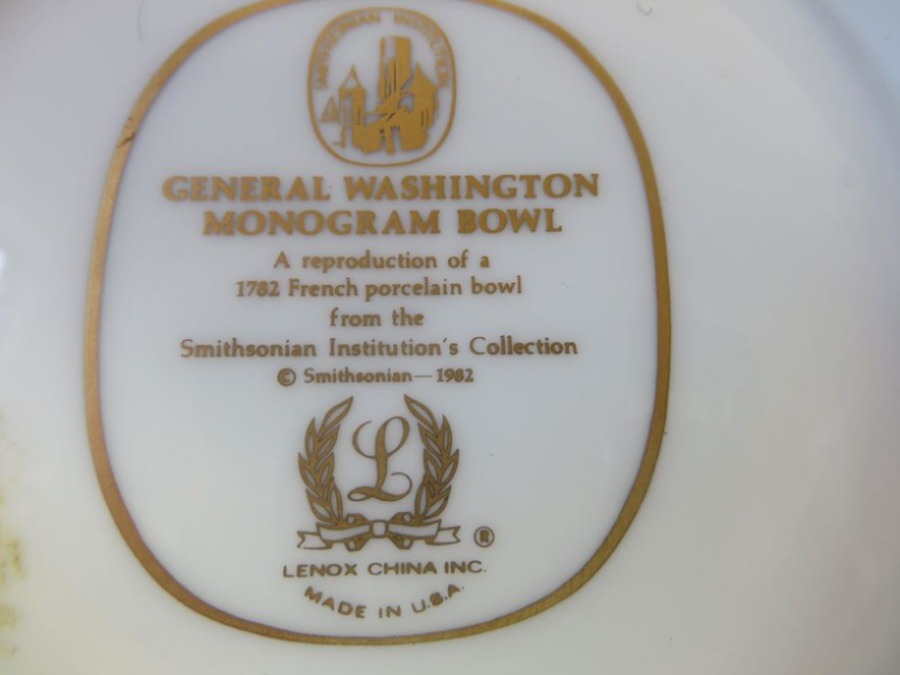 SMITHSONIAN INSTITUTION
GENERAL WASHINGTON
MONOGRAM BOWL
A reproduction of a
1782 French porcelain bowl
from the
Smithsonian Institution's Collection
© Smithsonian—1982
L
®
LENOX CHINA INC.
MADE IN U.S.A.